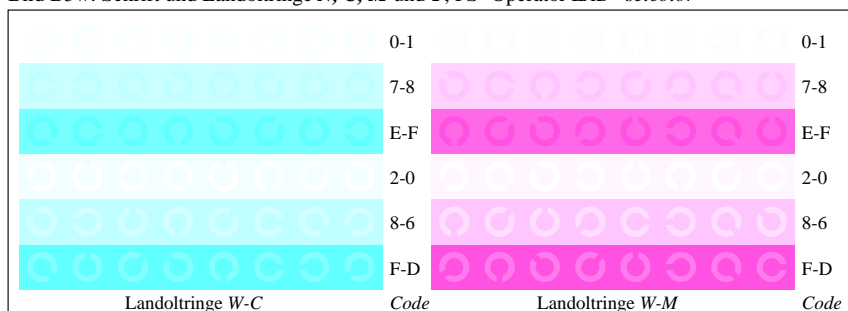 0-1 0-1
7-8 7-8
E-F E-F
2-0 2-0
8-6 8-6
F-D F-D
Landoltringe W-C Code Landoltringe W-M Code